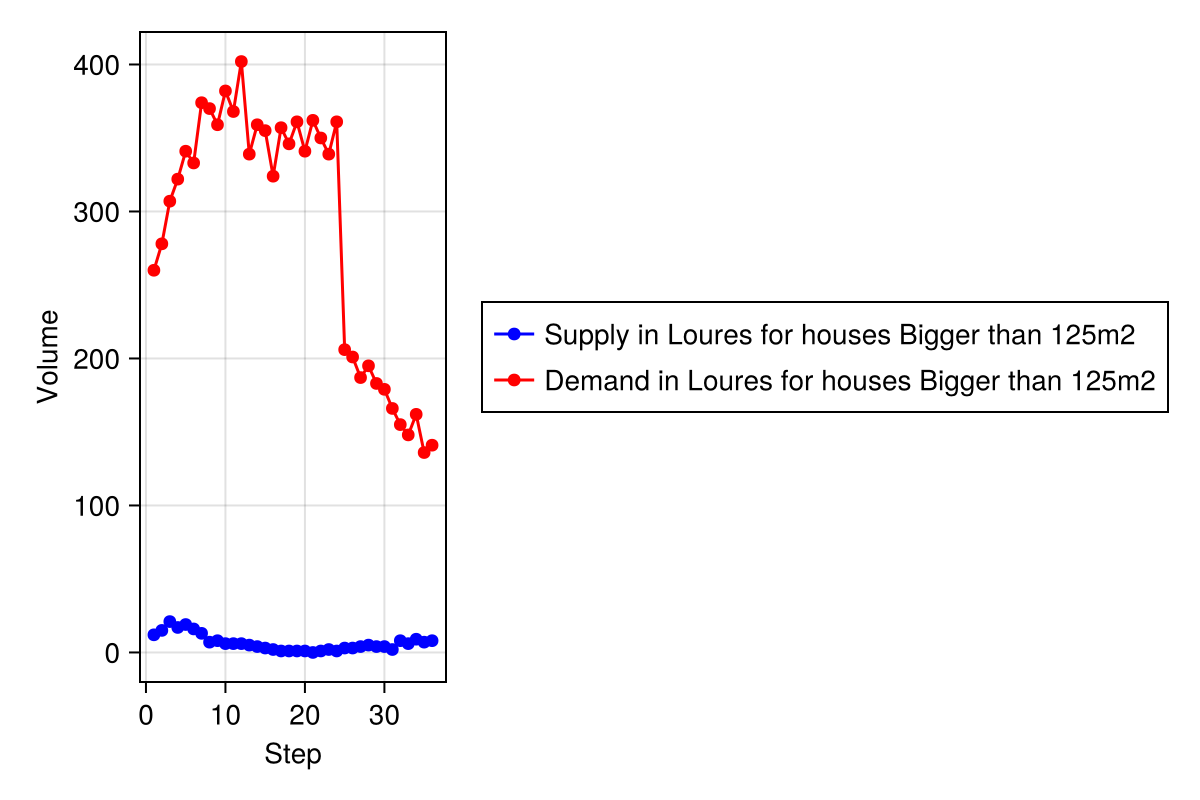 400
300
200
100
0
Volume
0 10 20 30
Step
Supply in Loures for houses Bigger than 125m2
Demand in Loures for houses Bigger than 125m2